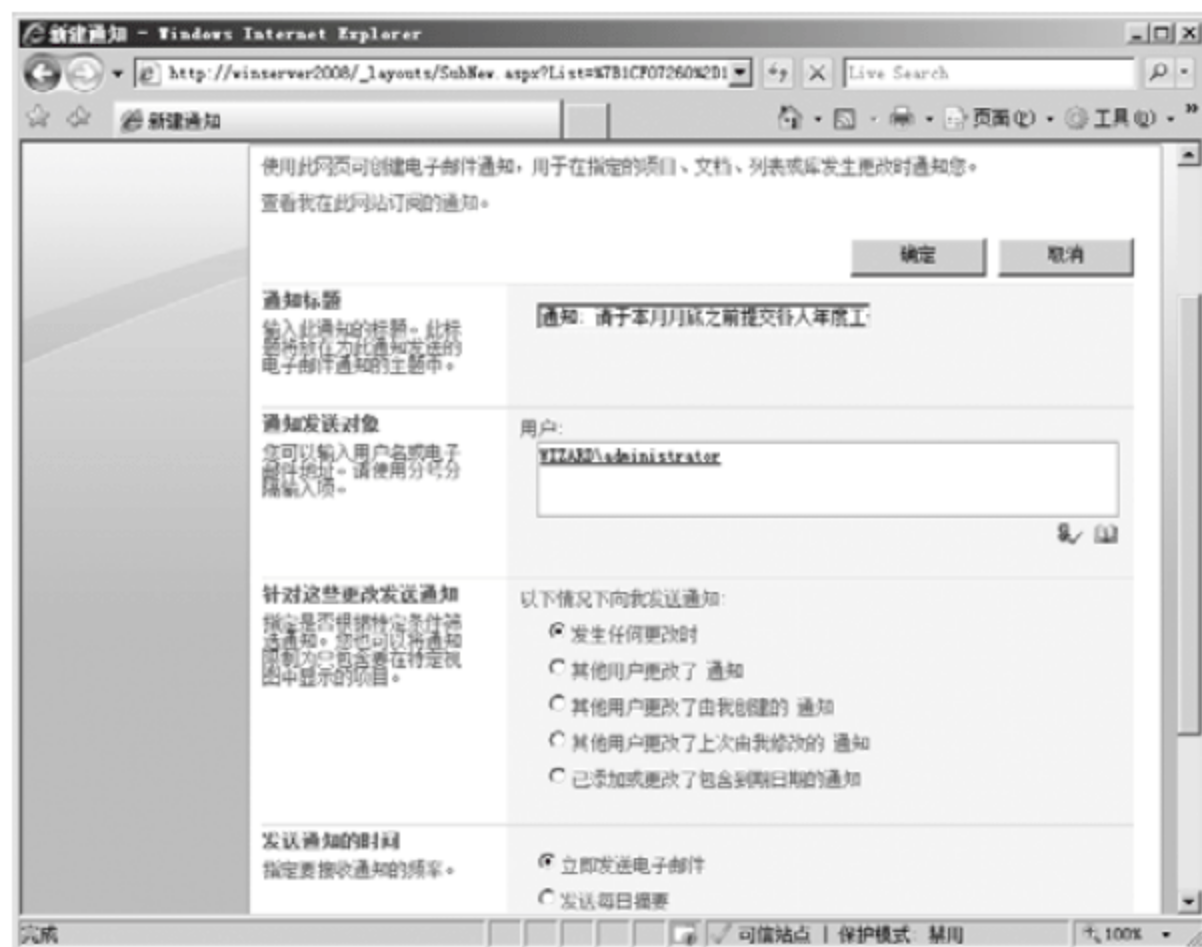 新建通知 - Windows Internet Explorer
http://winserver2008/_layouts/SubNew.aspx?List=%7B1CF07260%2D1
Live Search
新建通知
页面(P)
工具(O)
使用此网页可创建电子邮件通知，用于在指定的项目、文档、列表或库发生更改时通知您。
查看我在此网站订阅的通知。
确定
取消
通知标题
输入此通知的标题。此标
题将放在为此通知发送的
电子邮件通知的主题中。
通知: 请于本月月底之前提交个人年度工
通知发送对象
您可以输入用户名或电子
邮件地址。请使用分号分
隔输入项。
用户:
WIZARD\administrator
针对这些更改发送通知
指定是否根据特定条件筛
选通知。您也可以将通知
限制为只包含要在特定视
图中显示的项目。
以下情况下向我发送通知:
发生任何更改时
其他用户更改了 通知
其他用户更改了由我创建的 通知
其他用户更改了上次由我修改的 通知
已添加或更改了包含到期日期的通知
发送通知的时间
指定要接收通知的频率。
立即发送电子邮件
发送每日摘要
完成
可信站点 | 保护模式: 禁用
100%